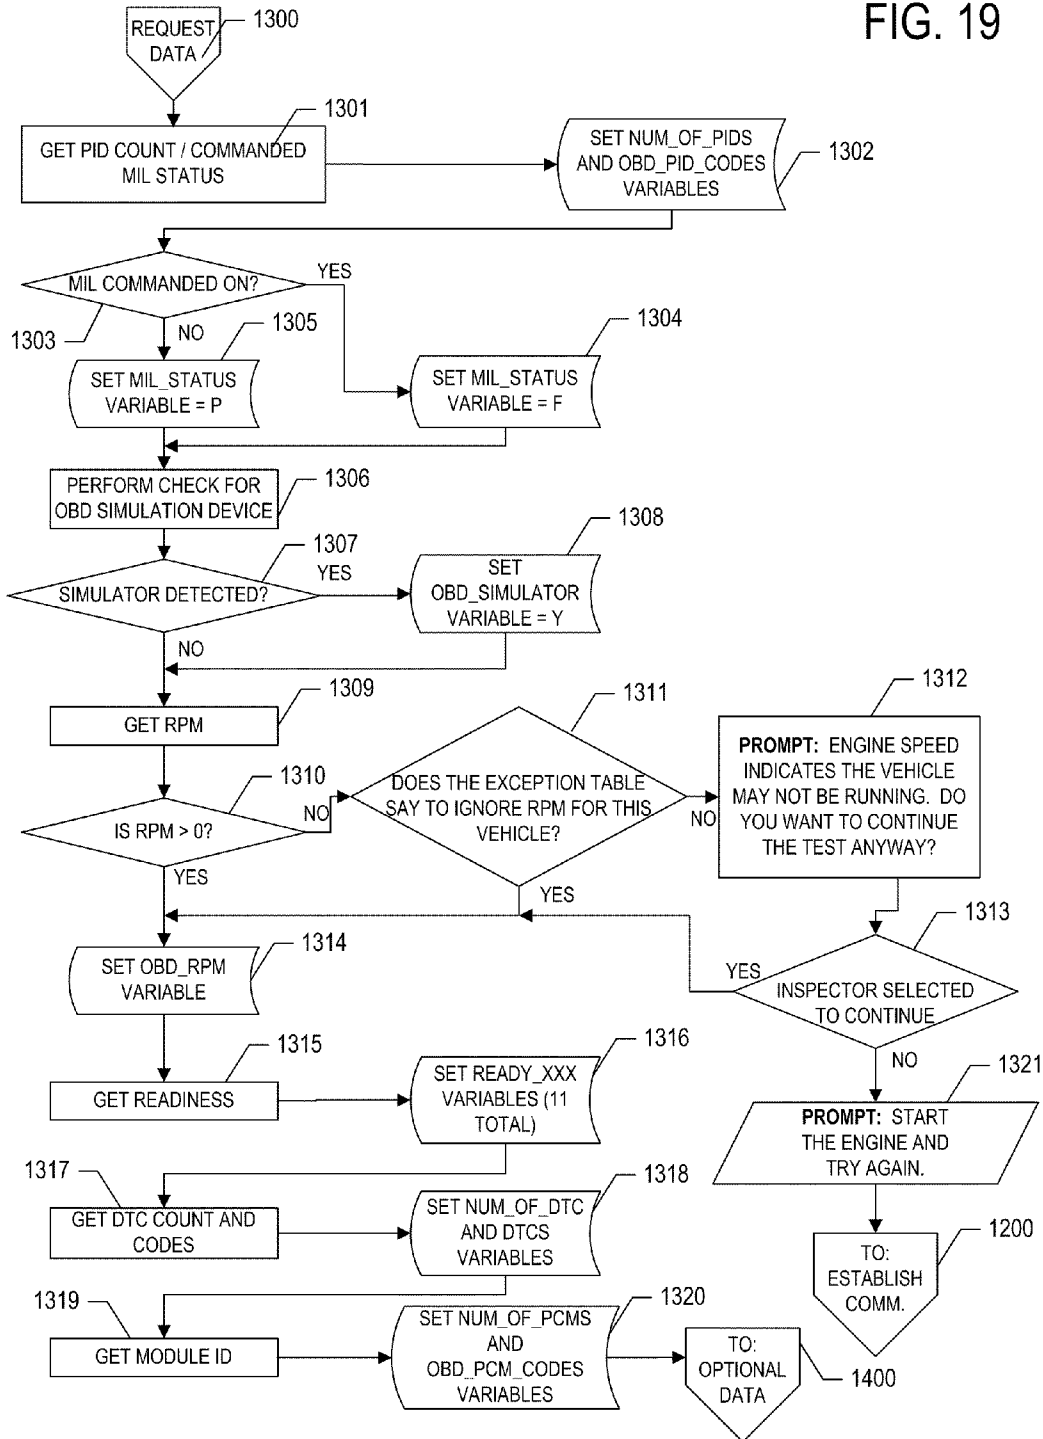 FIG. 19
REQUEST
DATA
1300
1301
GET PID COUNT / COMMANDED
MIL STATUS
SET NUM_OF_PIDS
AND OBD_PID_CODES
VARIABLES
1302
MIL COMMANDED ON?
YES
1303
NO
1305
1304
SET MIL_STATUS
VARIABLE = P
SET MIL_STATUS
VARIABLE = F
PERFORM CHECK FOR
OBD SIMULATION DEVICE
1306
1307
1308
SIMULATOR DETECTED?
YES
SET
OBD_SIMULATOR
VARIABLE = Y
NO
1309
GET RPM
1310
IS RPM > 0?
NO
YES
1311
DOES THE EXCEPTION TABLE
SAY TO IGNORE RPM FOR THIS
VEHICLE?
NO
YES
1312
PROMPT: ENGINE SPEED
INDICATES THE VEHICLE
MAY NOT BE RUNNING. DO
YOU WANT TO CONTINUE
THE TEST ANYWAY?
1313
YES
INSPECTOR SELECTED
TO CONTINUE
NO
1314
SET OBD_RPM
VARIABLE
1315
GET READINESS
1316
SET READY_XXX
VARIABLES (11
TOTAL)
1321
PROMPT: START
THE ENGINE AND
TRY AGAIN.
1317
GET DTC COUNT AND
CODES
1318
SET NUM_OF_DTC
AND DTCS
VARIABLES
1200
TO:
ESTABLISH
COMM.
1319
GET MODULE ID
1320
SET NUM_OF_PCMS
AND
OBD_PCM_CODES
VARIABLES
TO:
OPTIONAL
DATA
1400